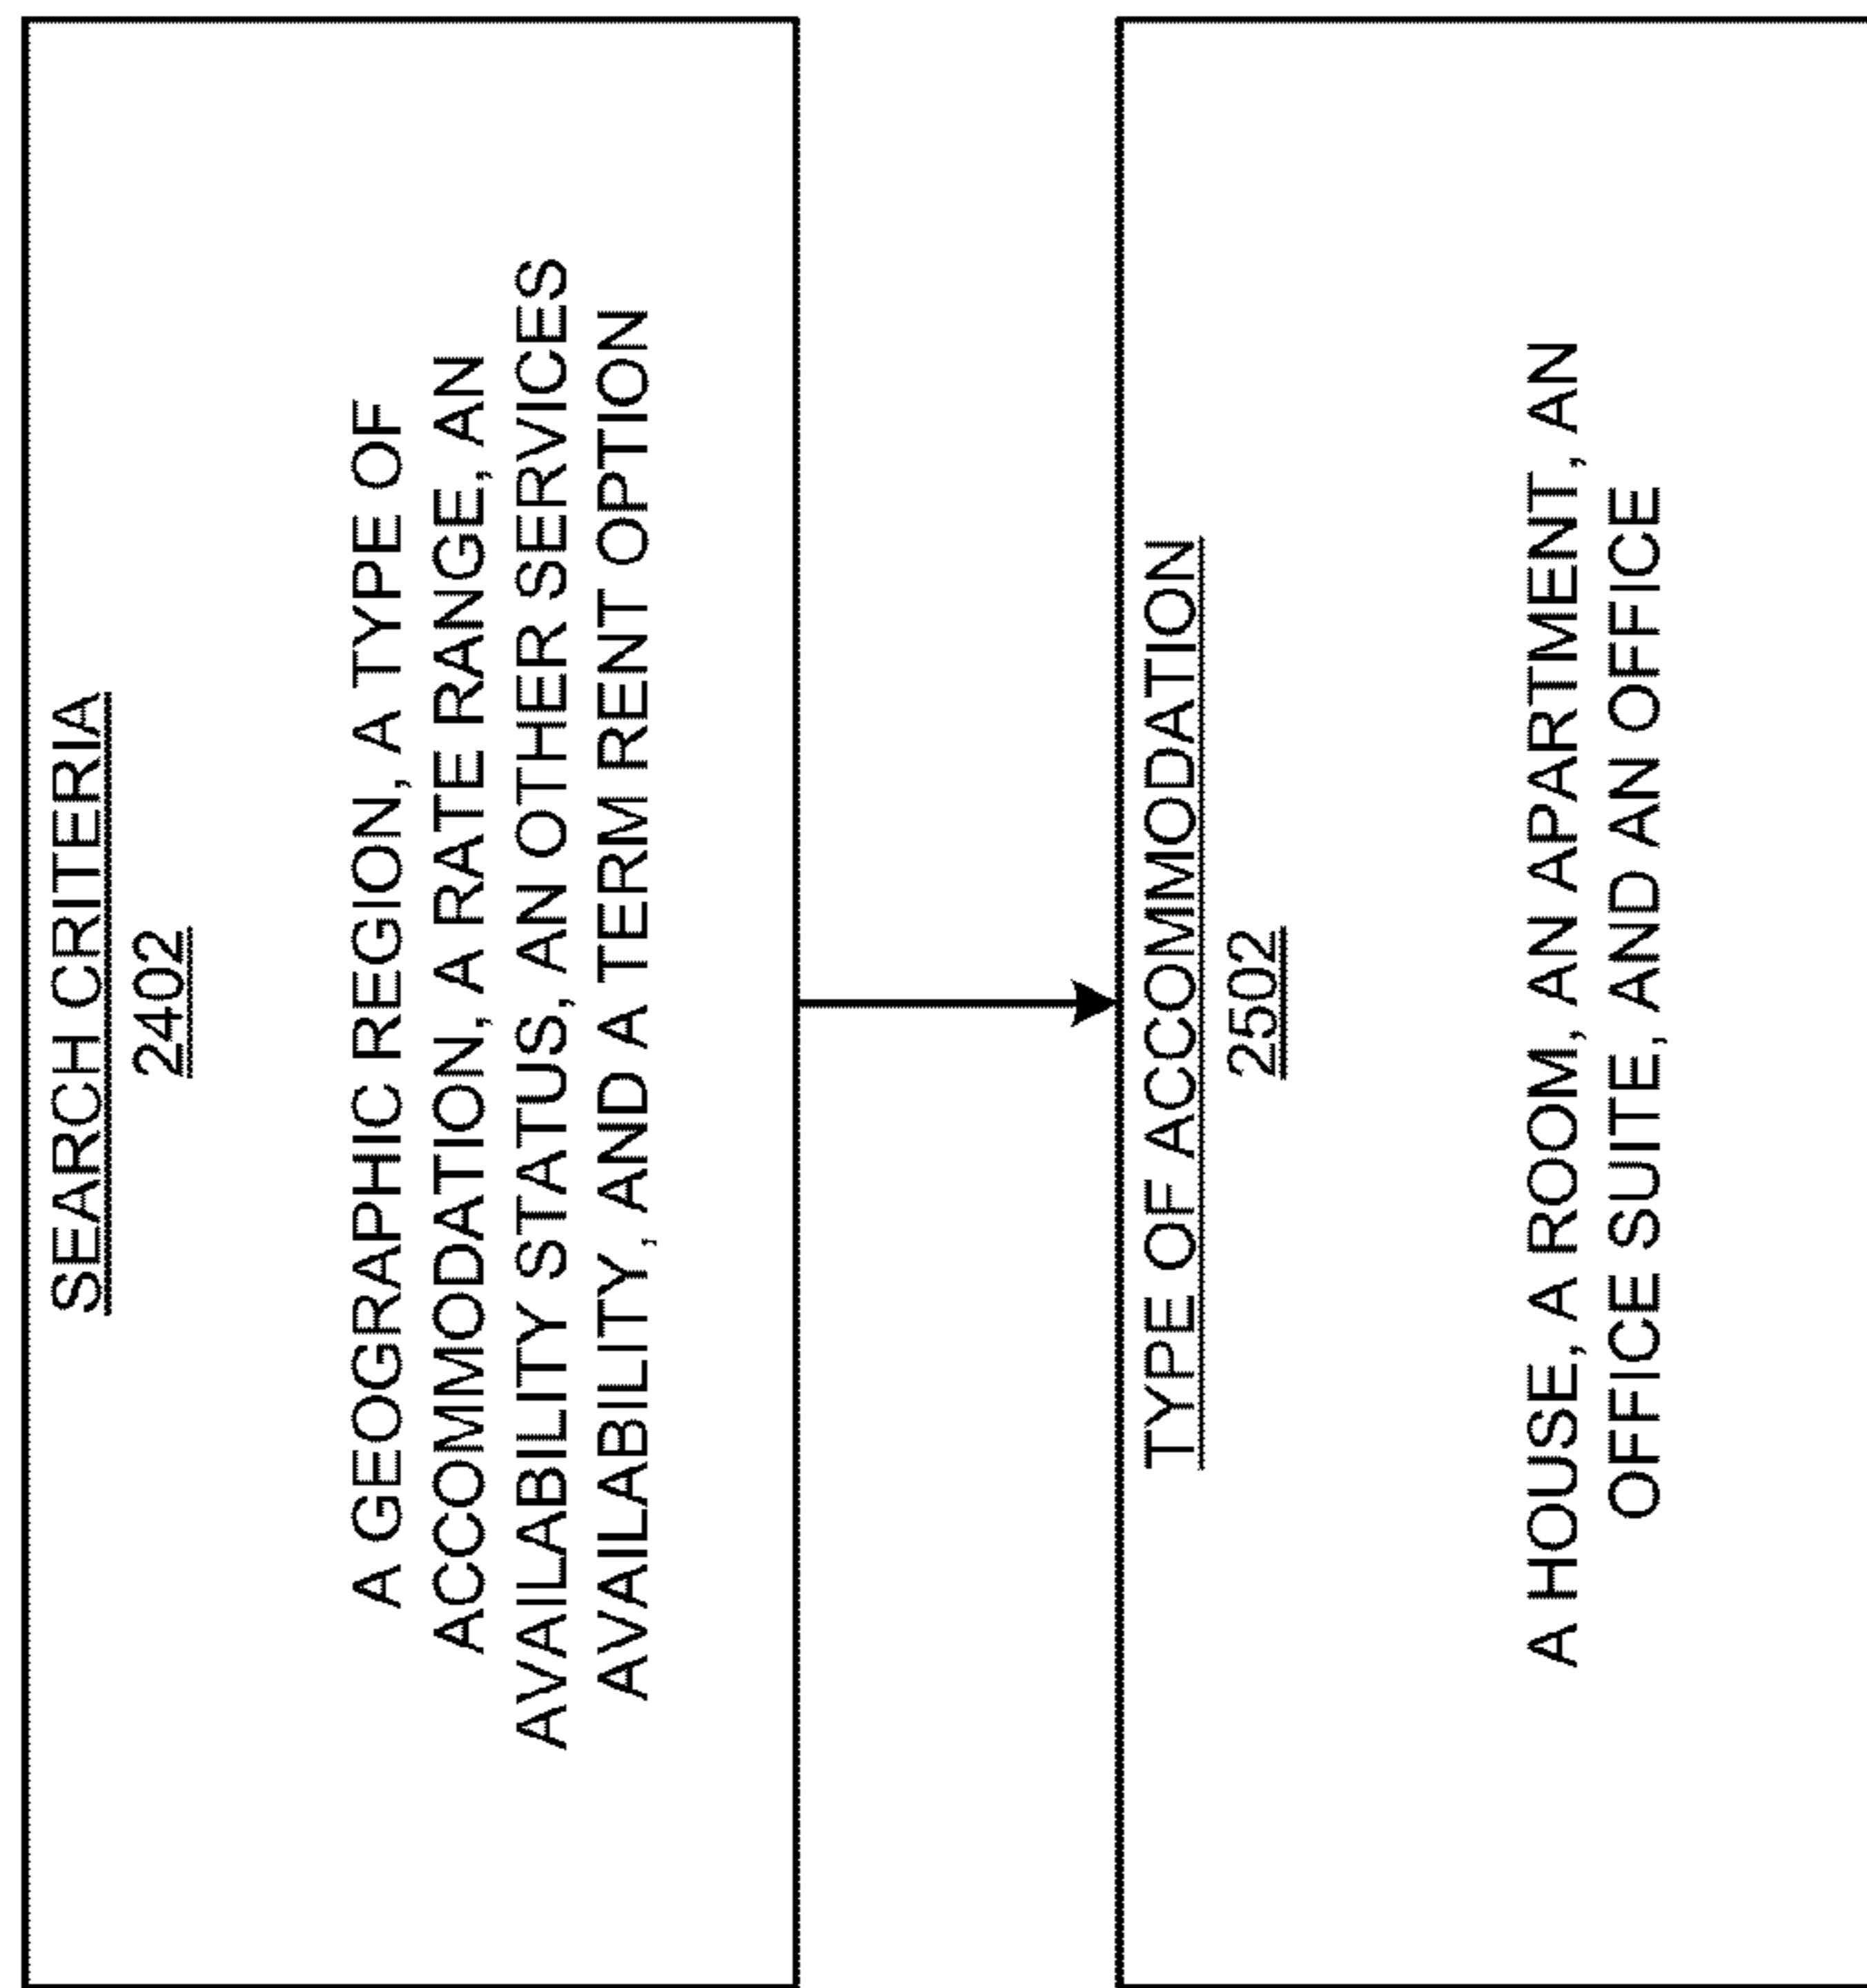 SEARCH CRITERIA
2402
A GEOGRAPHIC REGION, A TYPE OF
ACCOMMODATION, A RATE RANGE, AN
AVAILABILITY STATUS, AN OTHER SERVICES
AVAILABILITY, AND A TERM RENT OPTION
TYPE OF ACCOMMODATION
2502
A HOUSE, A ROOM, AN APARTMENT, AN
OFFICE SUITE, AND AN OFFICE